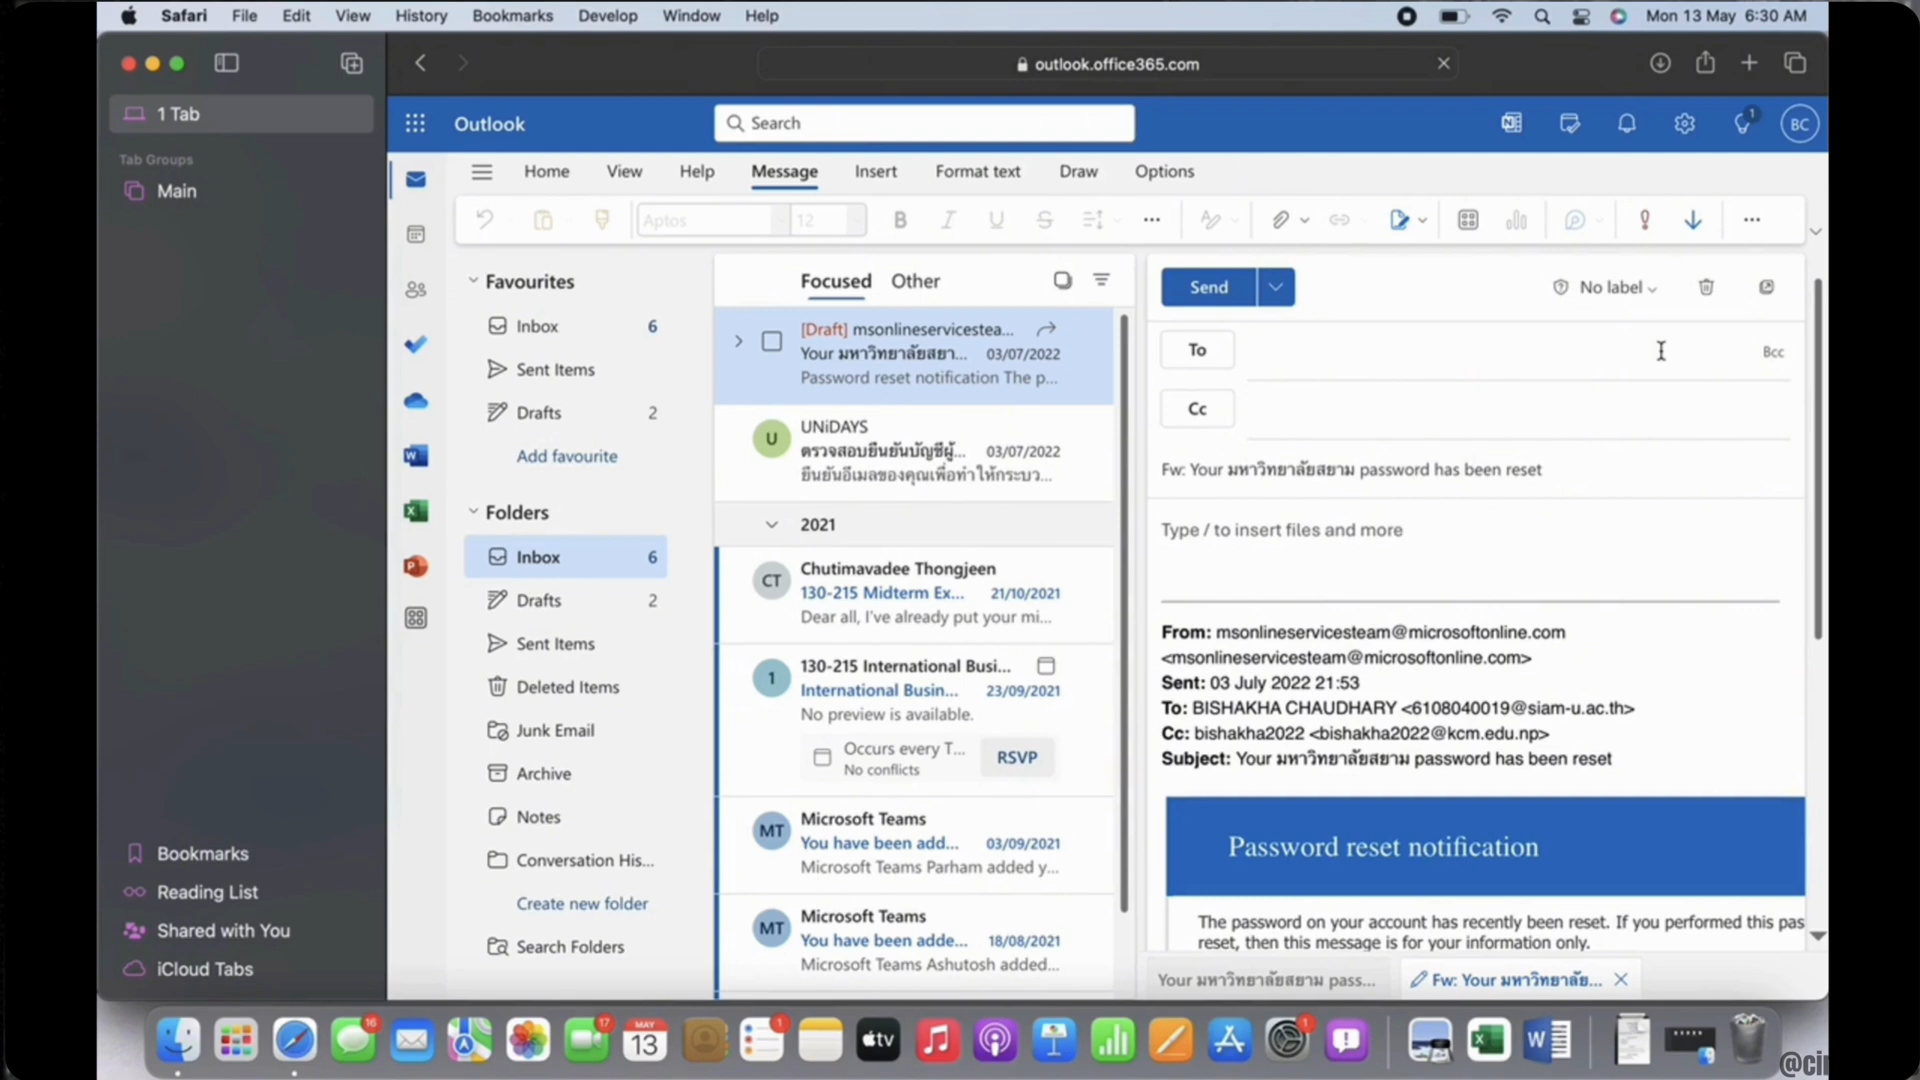 Safari File Edit View History Bookmarks Develop Window Help
Mon 13 May 6:30 AM
outlook.office365.com
1 Tab
Tab Groups
Main
Bookmarks
Reading List
Shared with You
iCloud Tabs
Outlook
Search
1
BC
Home View Help Message Insert Format text Draw Options
Aptos 12
Favourites
Inbox 6
Sent Items
Drafts 2
Add favourite
Folders
Inbox 6
Drafts 2
Sent Items
Deleted Items
Junk Email
Archive
Notes
Conversation His...
Create new folder
Search Folders
Focused Other
[Draft] msonlineservicestea...
Your มหาวิทยาลัยสยา... 03/07/2022
Password reset notification The p...
U
UNiDAYS
ตรวจสอบยืนยันบัญชีผู้... 03/07/2022
ยืนยันอีเมลของคุณเพื่อทำให้กระบว...
2021
CT
Chutimavadee Thongjeen
130-215 Midterm Ex... 21/10/2021
Dear all, I've already put your mi...
1
130-215 International Busi...
International Busin... 23/09/2021
No preview is available.
Occurs every T...
No conflicts
RSVP
MT
Microsoft Teams
You have been add... 03/09/2021
Microsoft Teams Parham added y...
MT
Microsoft Teams
You have been adde... 18/08/2021
Microsoft Teams Ashutosh added...
Send
No label
To
Bcc
Cc
Fw: Your มหาวิทยาลัยสยาม password has been reset
Type / to insert files and more
From: msonlineservicesteam@microsoftonline.com
<msonlineservicesteam@microsoftonline.com>
Sent: 03 July 2022 21:53
To: BISHAKHA CHAUDHARY <6108040019@siam-u.ac.th>
Cc: bishakha2022 <bishakha2022@kcm.edu.np>
Subject: Your มหาวิทยาลัยสยาม password has been reset
Password reset notification
The password on your account has recently been reset. If you performed this pas
reset, then this message is for your information only.
Your มหาวิทยาลัยสยาม pass...
Fw: Your มหาวิทยาลัย...
16
17
MAY
13
1
tv
1
@cir